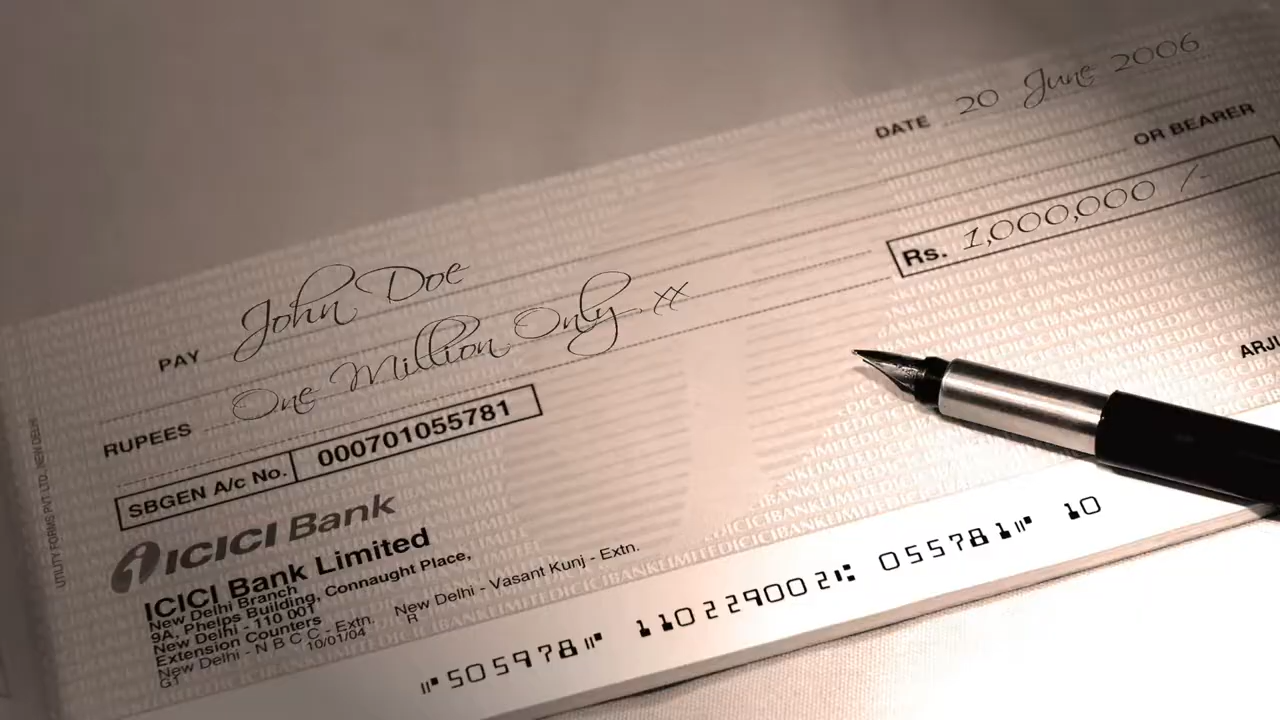 DATE 20 June 2006
OR BEARER
PAY John Doe
RUPEES One Million Only xx
Rs. 1,000,000 /-
SBGEN A/c No. 000701055781
ICICI Bank
ICICI Bank Limited
New Delhi Branch
9A, Phelps Building, Connaught Place,
New Delhi - 110 001
Extension Counters
New Delhi - N B C C - Extn. New Delhi - Vasant Kunj - Extn.
10/01/04 R
G1
ARJU
UTILITY FORMS PVT. LTD., NEW DELHI
⑈505978⑈ 110229002⑆ 055781⑈ 10